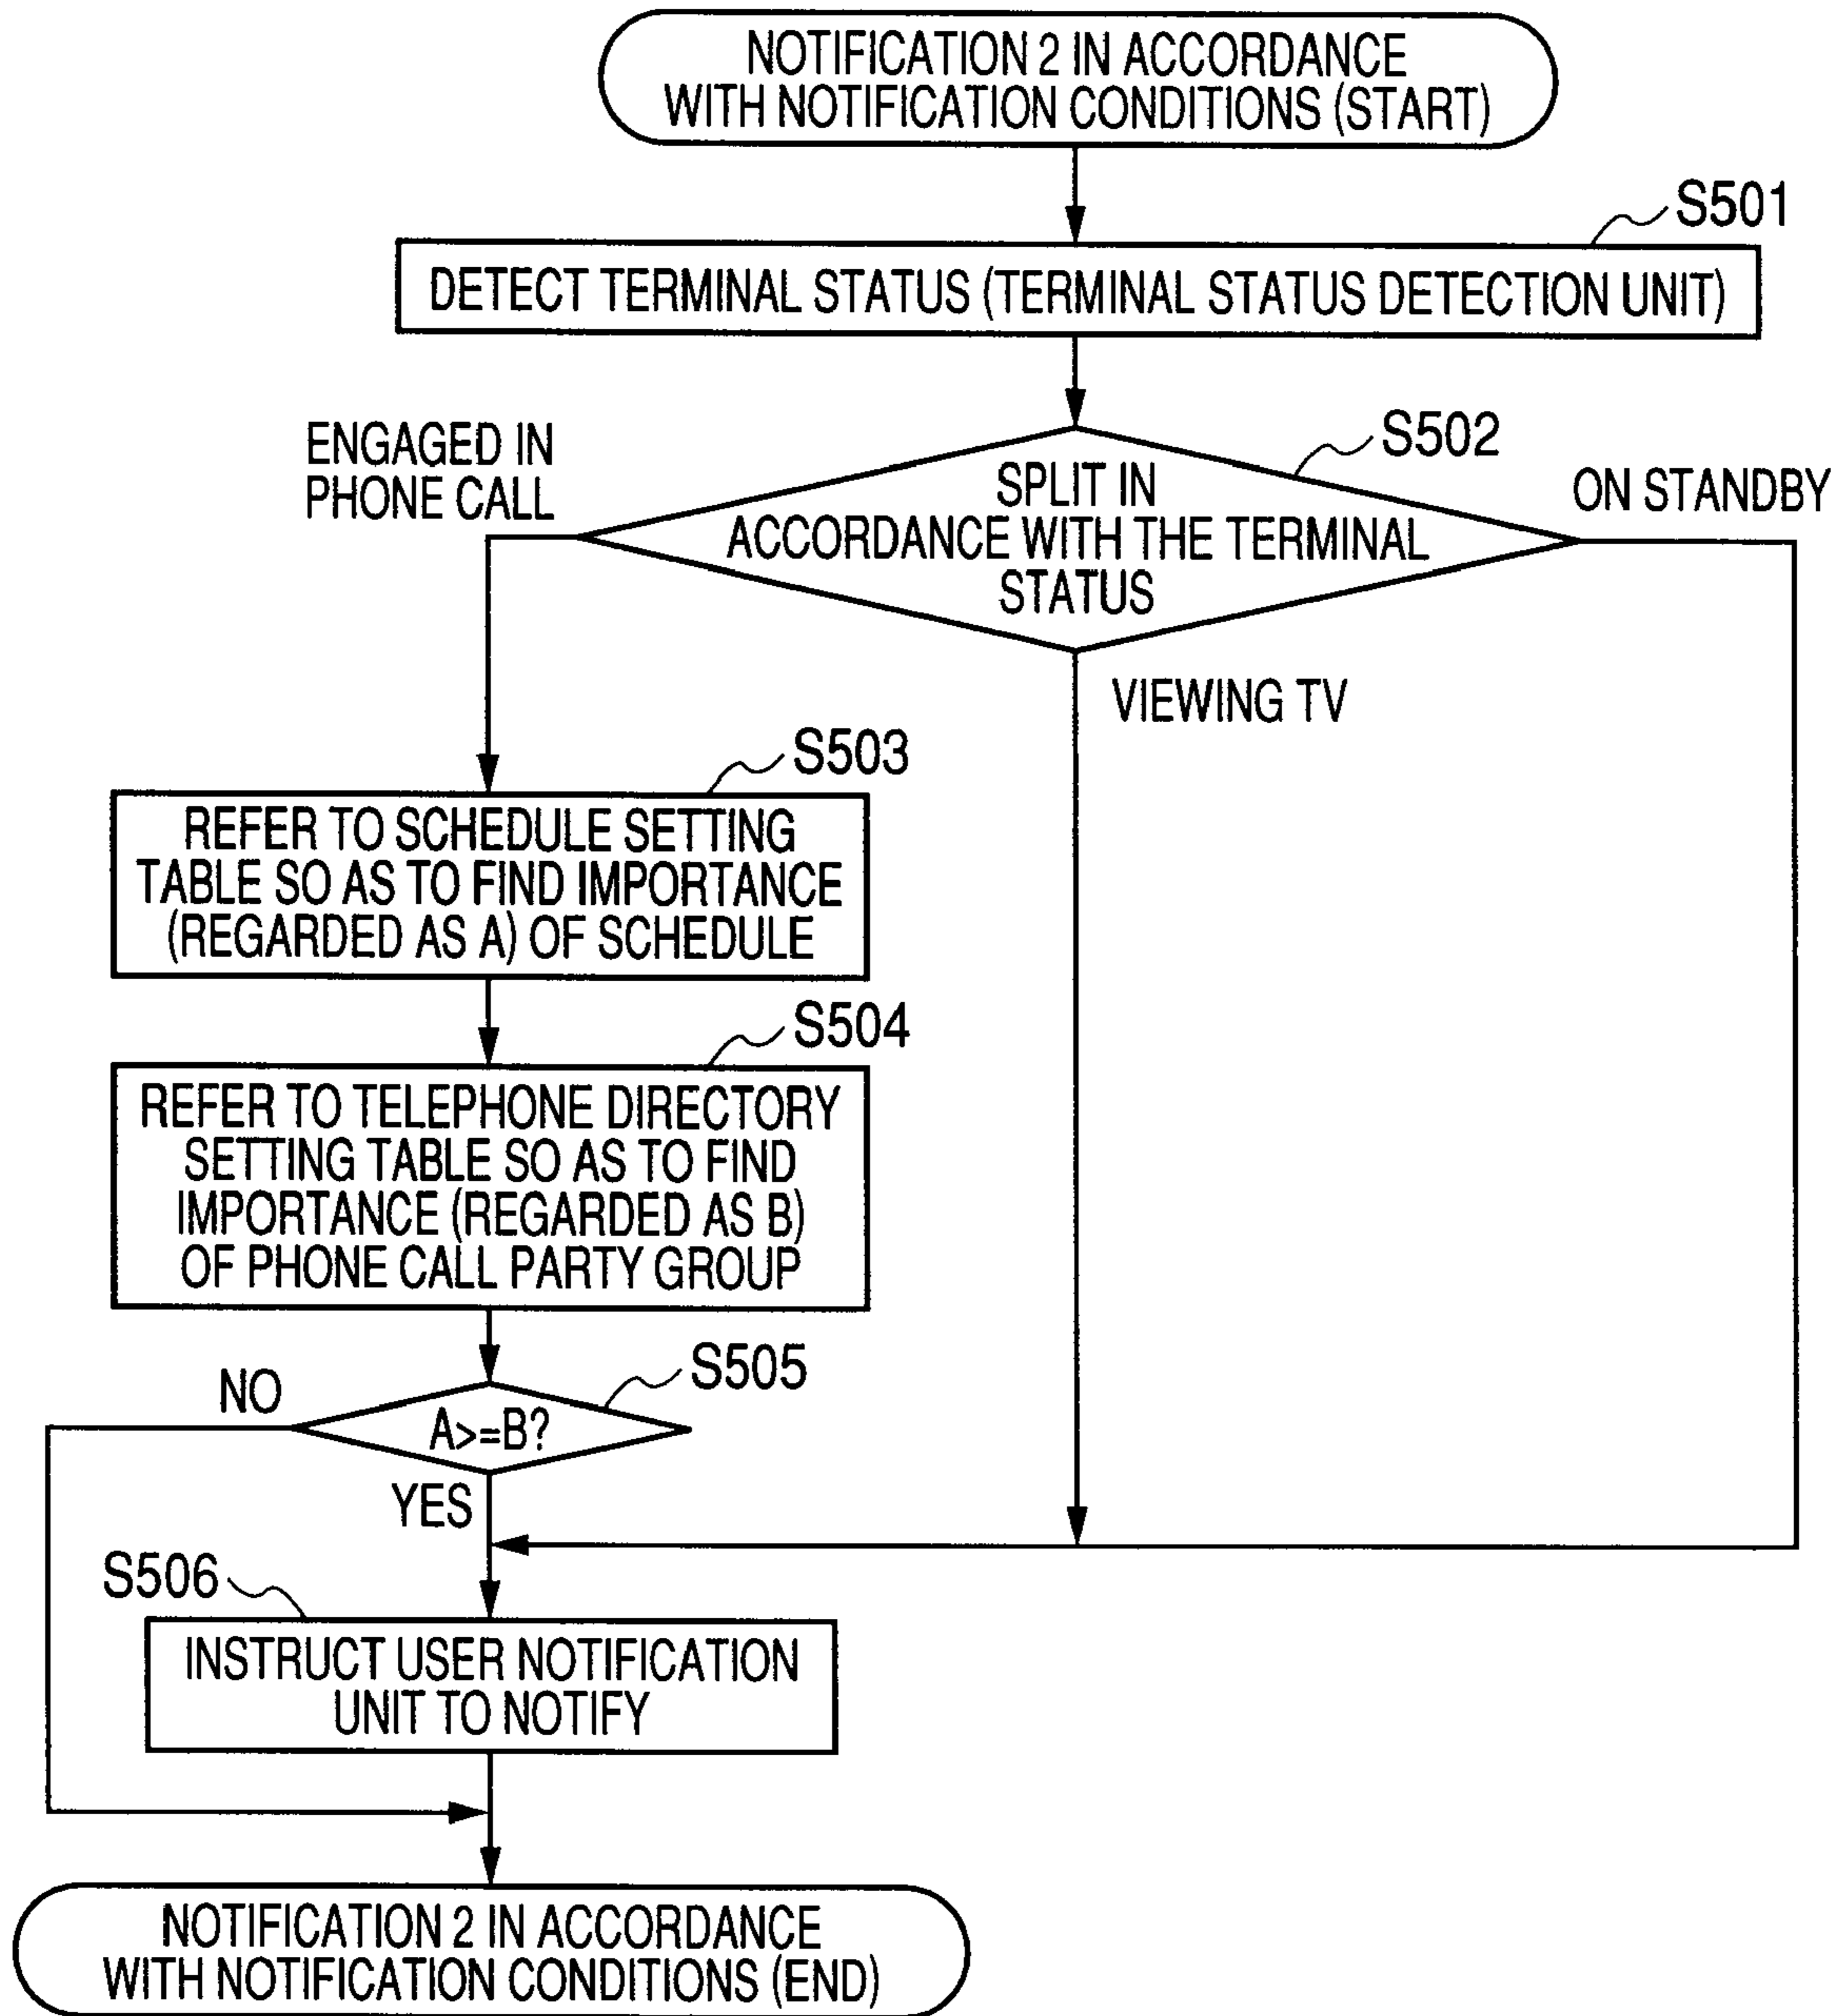 NOTIFICATION 2 IN ACCORDANCE
WITH NOTIFICATION CONDITIONS (START)
S501
DETECT TERMINAL STATUS (TERMINAL STATUS DETECTION UNIT)
S502
ENGAGED IN
PHONE CALL
SPLIT IN
ACCORDANCE WITH THE TERMINAL
STATUS
ON STANDBY
VIEWING TV
S503
REFER TO SCHEDULE SETTING
TABLE SO AS TO FIND IMPORTANCE
(REGARDED AS A) OF SCHEDULE
S504
REFER TO TELEPHONE DIRECTORY
SETTING TABLE SO AS TO FIND
IMPORTANCE (REGARDED AS B)
OF PHONE CALL PARTY GROUP
S505
NO
A>=B?
YES
S506
INSTRUCT USER NOTIFICATION
UNIT TO NOTIFY
NOTIFICATION 2 IN ACCORDANCE
WITH NOTIFICATION CONDITIONS (END)